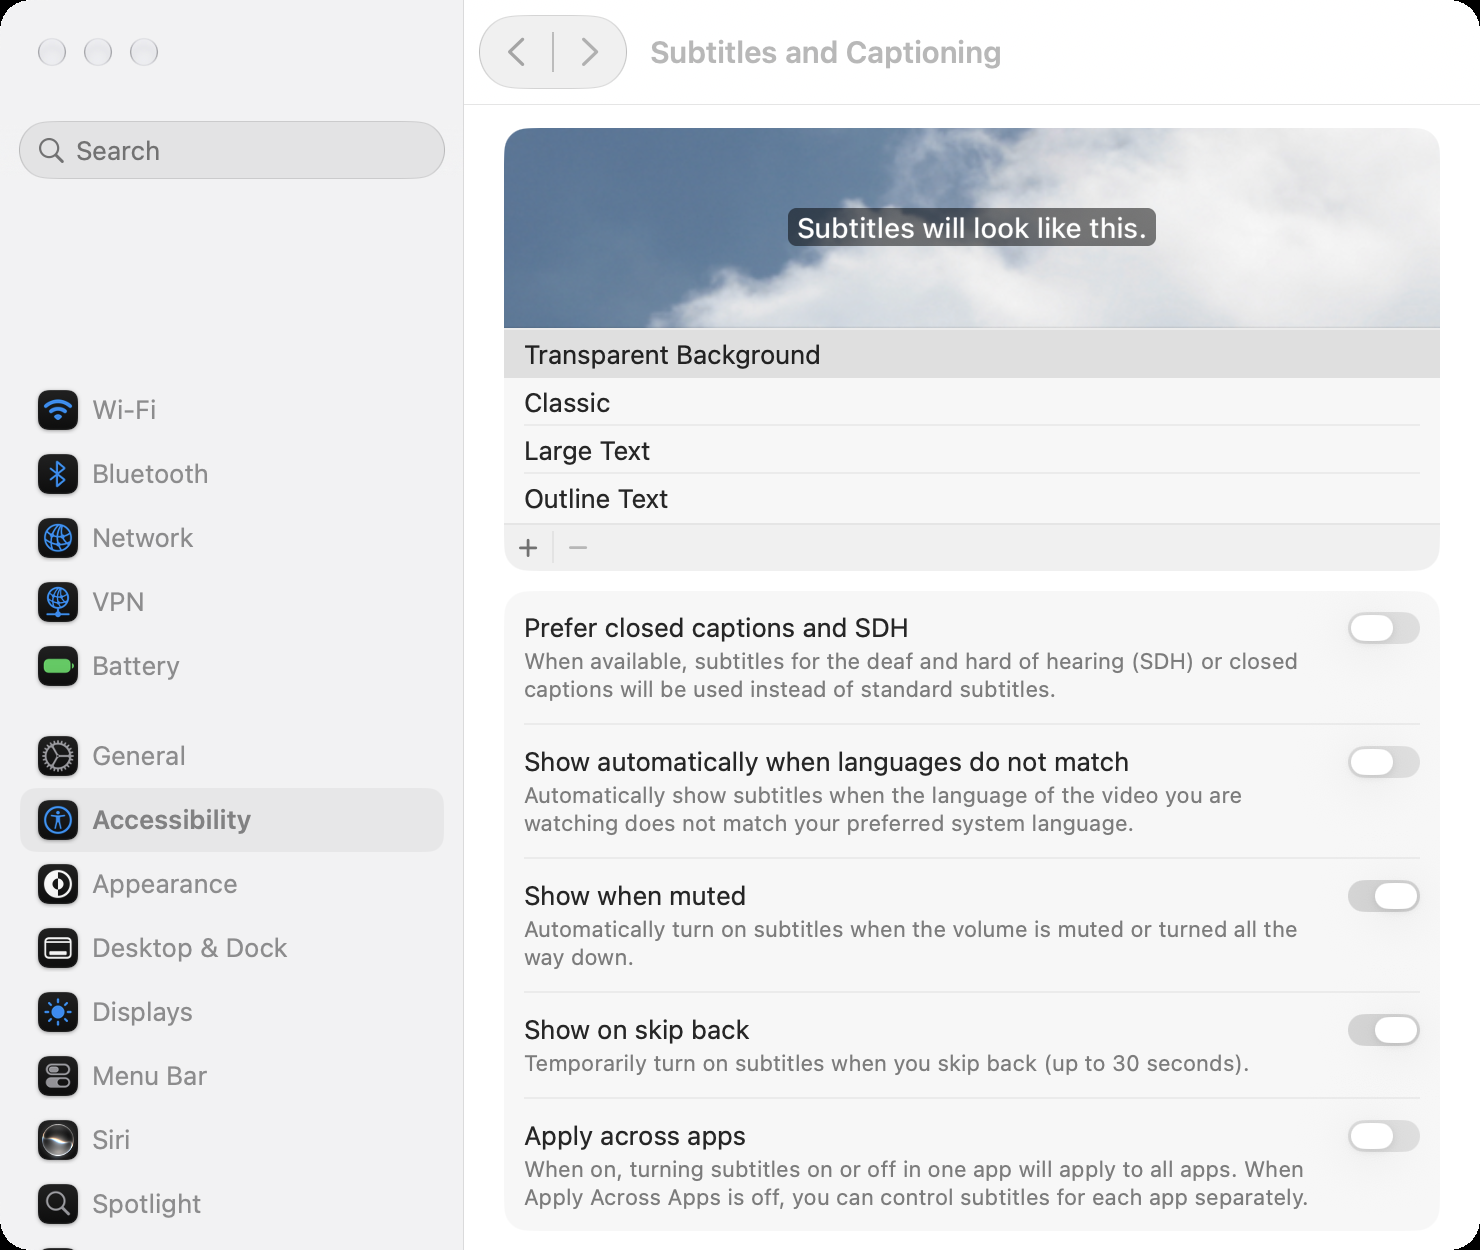 Search
Wi-Fi
Bluetooth
Network
VPN
Battery
General
Accessibility
Appearance
Desktop & Dock
Displays
Menu Bar
Siri
Spotlight
Subtitles and Captioning
Subtitles will look like this.
Transparent Background
Classic
Large Text
Outline Text
Prefer closed captions and SDH
When available, subtitles for the deaf and hard of hearing (SDH) or closed
captions will be used instead of standard subtitles.
Show automatically when languages do not match
Automatically show subtitles when the language of the video you are
watching does not match your preferred system language.
Show when muted
Automatically turn on subtitles when the volume is muted or turned all the
way down.
Show on skip back
Temporarily turn on subtitles when you skip back (up to 30 seconds).
Apply across apps
When on, turning subtitles on or off in one app will apply to all apps. When
Apply Across Apps is off, you can control subtitles for each app separately.